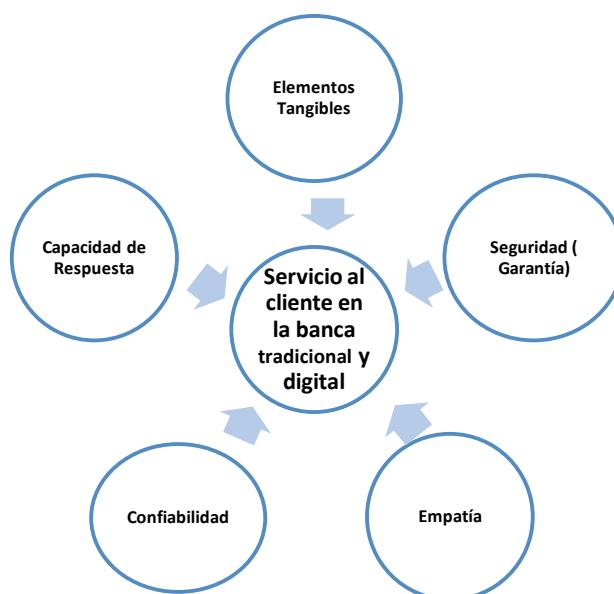 Elementos
Tangibles
Capacidad de
Respuesta
Seguridad (
Garantía)
Servicio al
cliente en
la banca
tradicional y
digital
Confiabilidad
Empatía